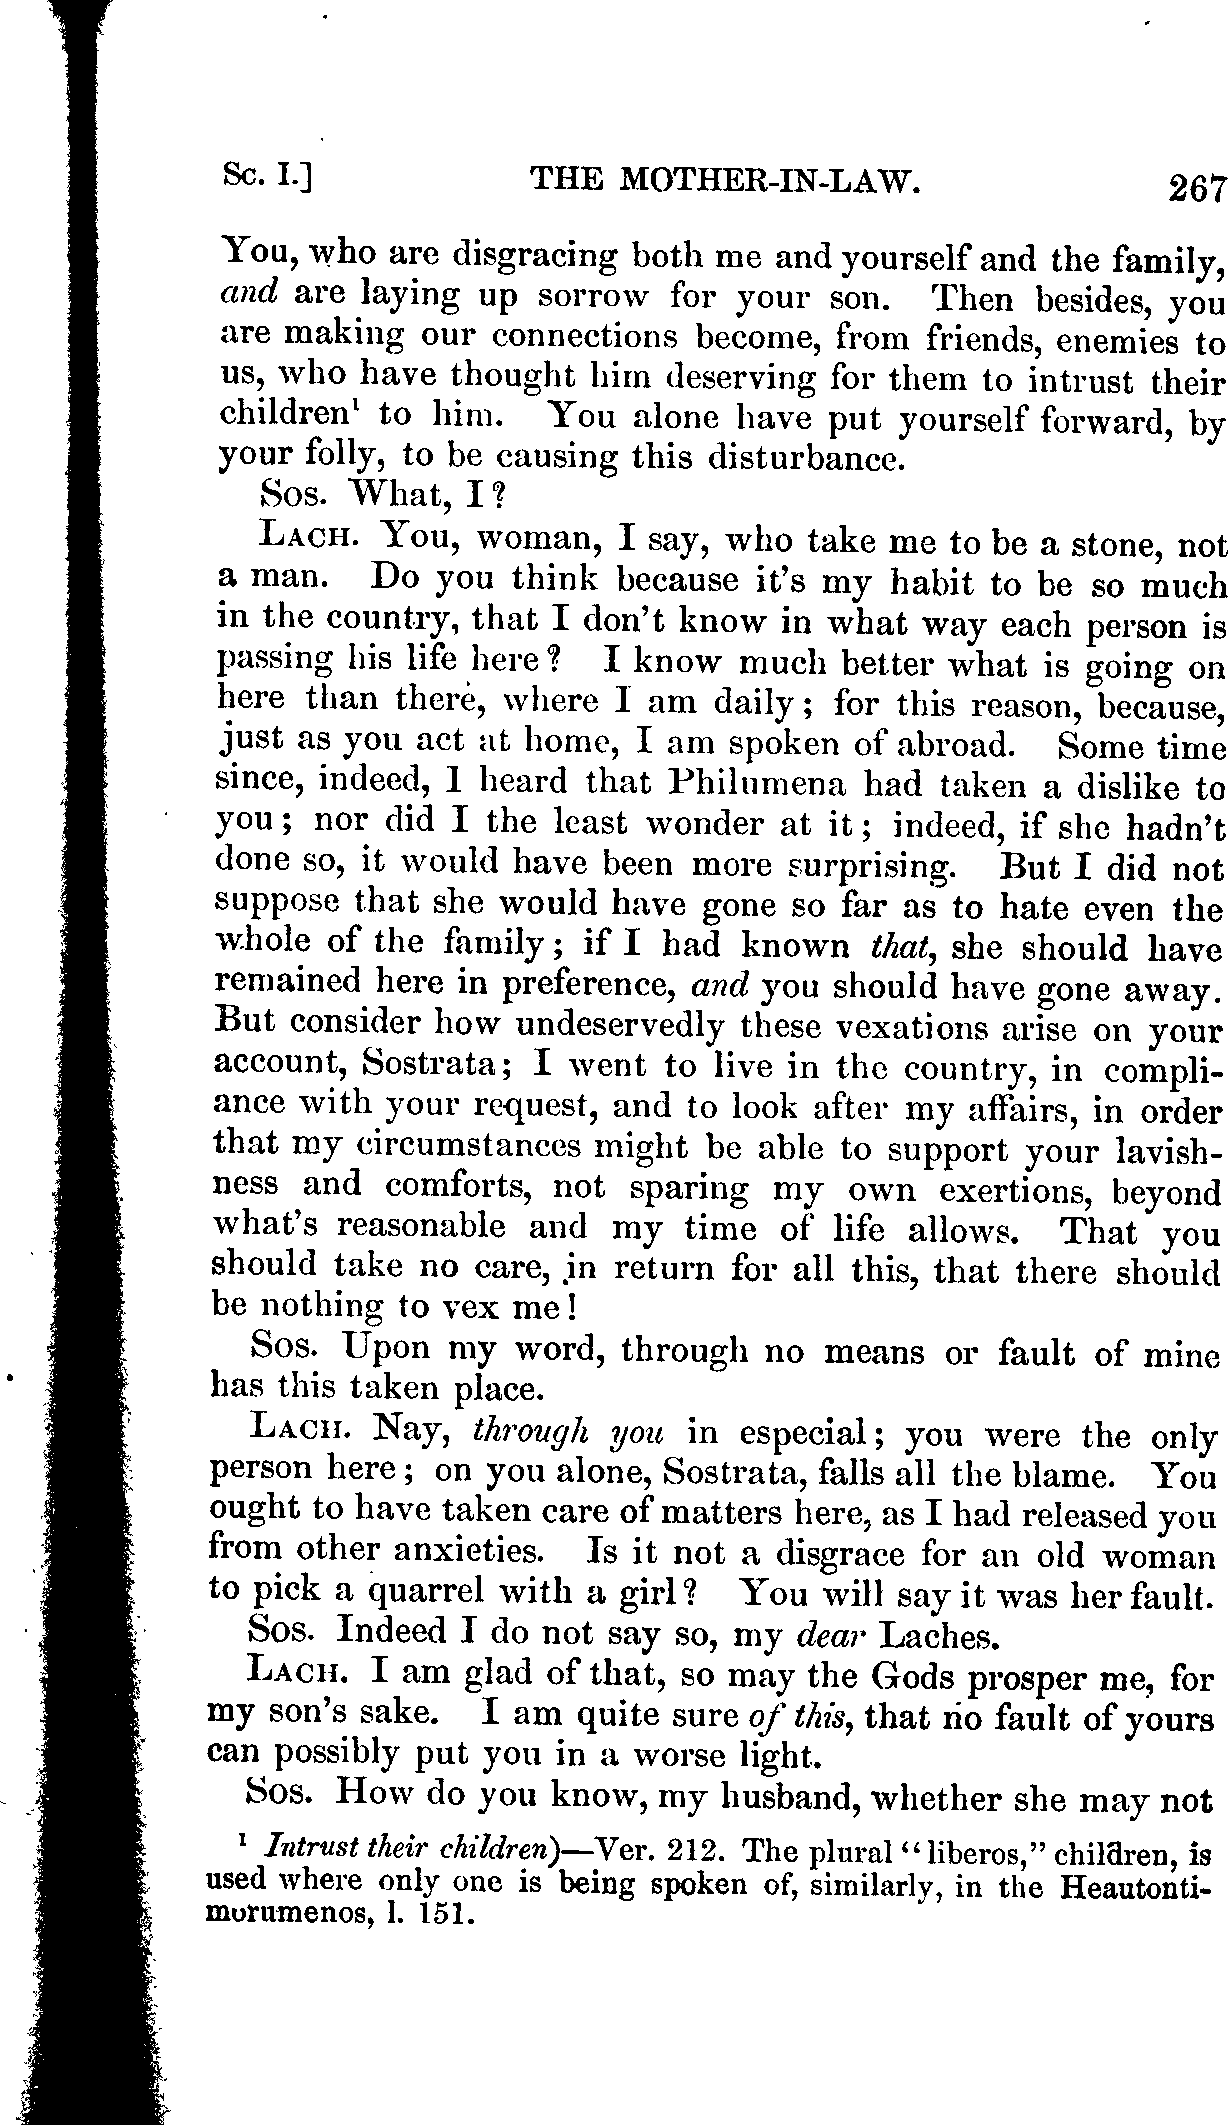 Sc. I.] THE MOTHER-IN-LAW. 267
You, who are disgracing both me and yourself and the family,
and are laying up sorrow for your son. Then besides, you
are making our connections become, from friends, enemies to
us, who have thought him deserving for them to intrust their
children¹ to him. You alone have put yourself forward, by
your folly, to be causing this disturbance.
Sos. What, I?
LACH. You, woman, I say, who take me to be a stone, not
a man. Do you think because it's my habit to be so much
in the country, that I don't know in what way each person is
passing his life here? I know much better what is going on
here than there, where I am daily; for this reason, because,
just as you act at home, I am spoken of abroad. Some time
since, indeed, I heard that Philumena had taken a dislike to
you; nor did I the least wonder at it; indeed, if she hadn't
done so, it would have been more surprising. But I did not
suppose that she would have gone so far as to hate even the
whole of the family; if I had known that, she should have
remained here in preference, and you should have gone away.
But consider how undeservedly these vexations arise on your
account, Sostrata; I went to live in the country, in compli-
ance with your request, and to look after my affairs, in order
that my circumstances might be able to support your lavish-
ness and comforts, not sparing my own exertions, beyond
what's reasonable and my time of life allows. That you
should take no care, in return for all this, that there should
be nothing to vex me!
Sos. Upon my word, through no means or fault of mine
has this taken place.
LACH. Nay, through you in especial; you were the only
person here; on you alone, Sostrata, falls all the blame. You
ought to have taken care of matters here, as I had released you
from other anxieties. Is it not a disgrace for an old woman
to pick a quarrel with a girl? You will say it was her fault.
Sos. Indeed I do not say so, my dear Laches.
LACH. I am glad of that, so may the Gods prosper me, for
my son's sake. I am quite sure of this, that no fault of yours
can possibly put you in a worse light.
Sos. How do you know, my husband, whether she may not
¹ Intrust their children)—Ver. 212. The plural "liberos," children, is
used where only one is being spoken of, similarly, in the Heautonti-
morumenos, l. 151.